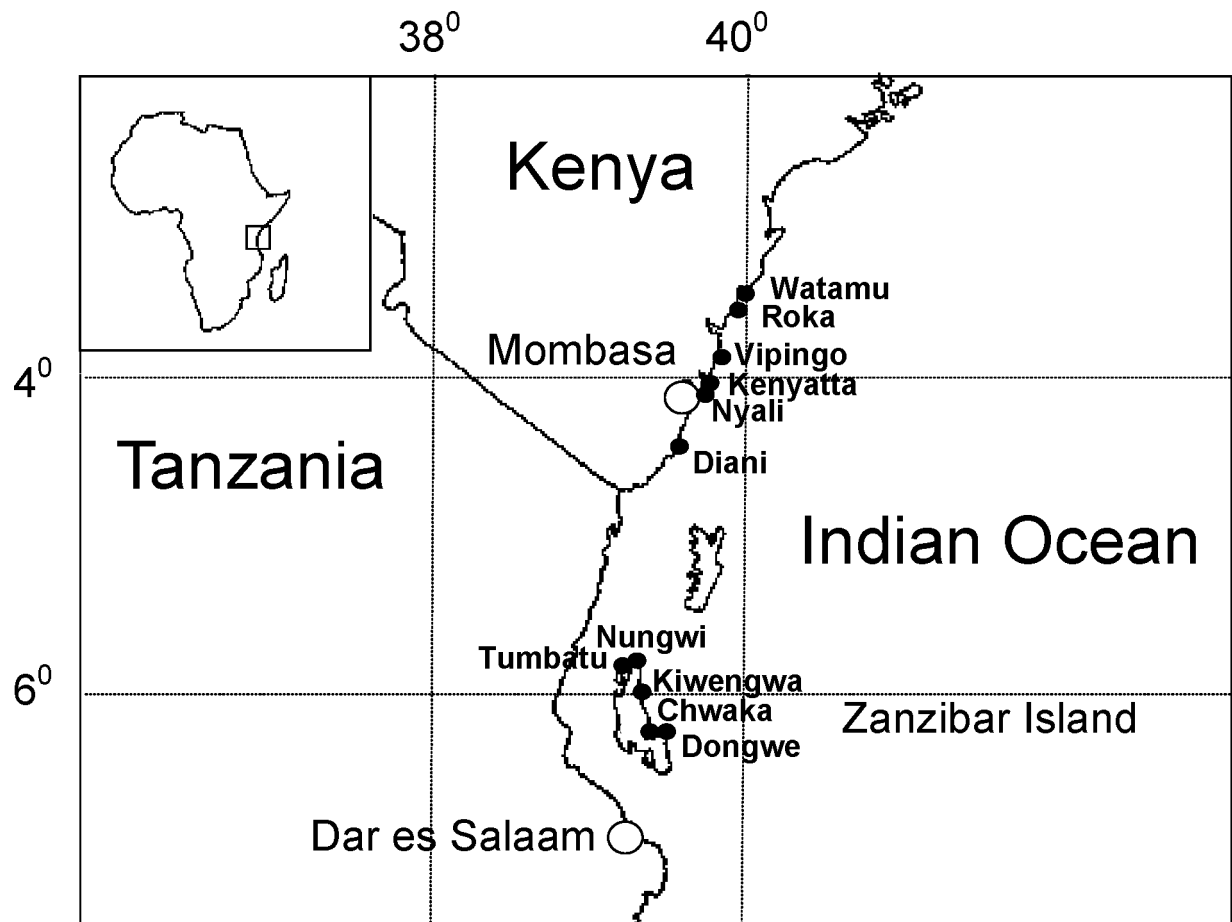 38⁰
40⁰
Kenya
Watamu
Roka
Mombasa
Vipingo
4⁰
Kenyatta
Nyali
Tanzania
Diani
Indian Ocean
Nungwi
Tumbatu
Kiwengwa
6⁰
Chwaka
Zanzibar Island
Dongwe
Dar es Salaam